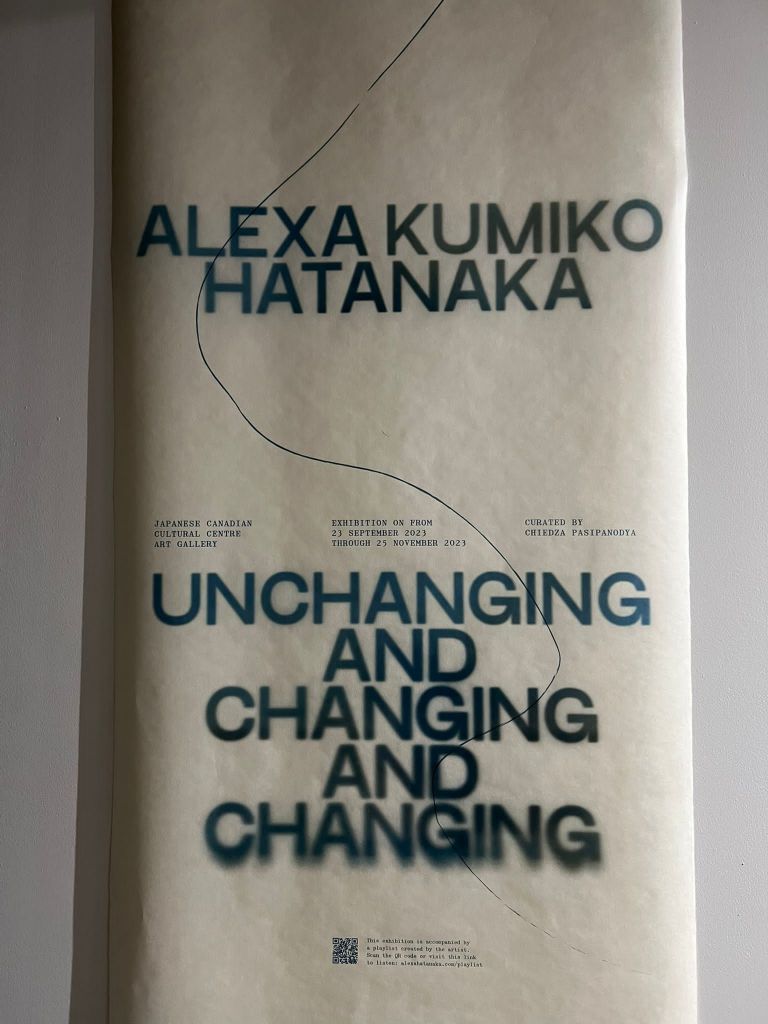 ALEXA KUMIKO
HATANAKA
JAPANESE CANADIAN
CULTURAL CENTRE
ART GALLERY
EXHIBITION ON FROM
23 SEPTEMBER 2023
THROUGH 25 NOVEMBER 2023
CURATED BY
CHIEDZA PASIPANODYA
UNCHANGING
AND
CHANGING
AND
CHANGING
This exhibition is accompanied by
a playlist created by the artist.
Scan the QR code or visit this link
to listen: alexahatanaka.com/playlist